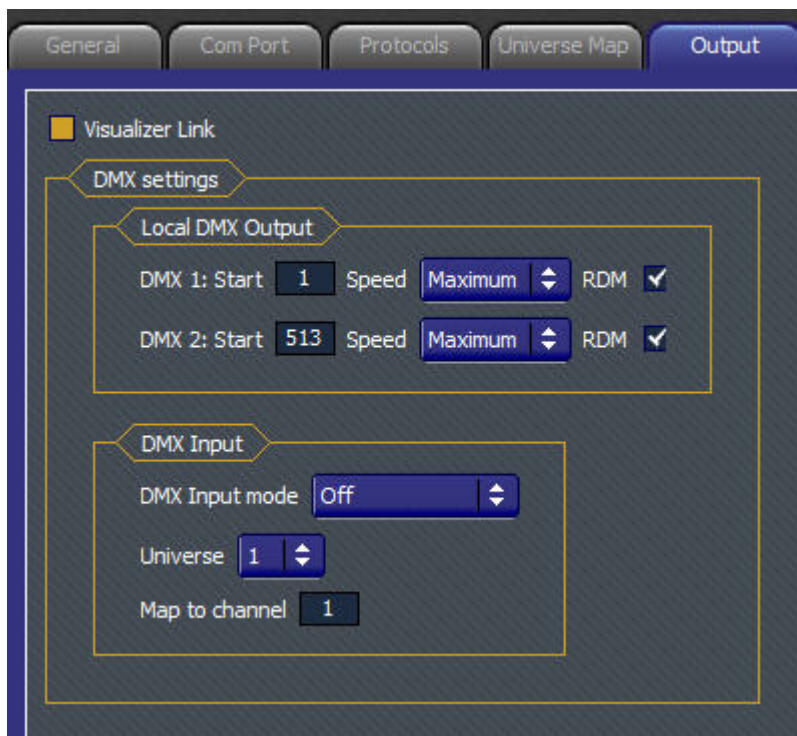 General Com Port Protocols Universe Map Output
Visualizer Link
DMX settings
Local DMX Output
DMX 1: Start 1 Speed Maximum RDM
DMX 2: Start 513 Speed Maximum RDM
DMX Input
DMX Input mode Off
Universe 1
Map to channel 1